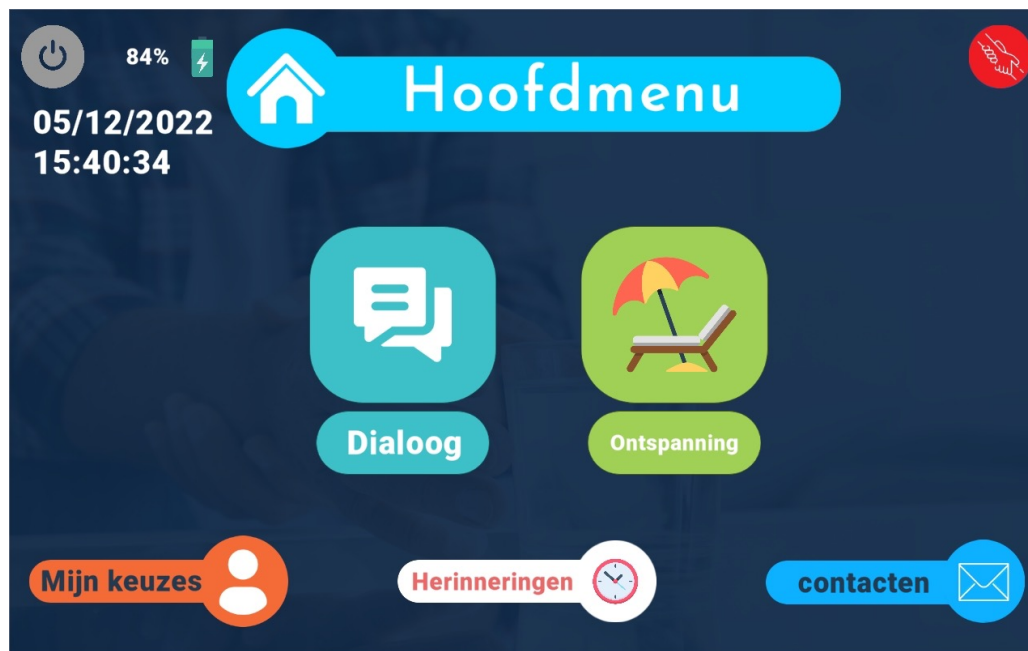 84%
Hoofdmenu
05/12/2022
15:40:34
Dialoog
Ontspanning
Mijn keuzes
Herinneringen
contacten